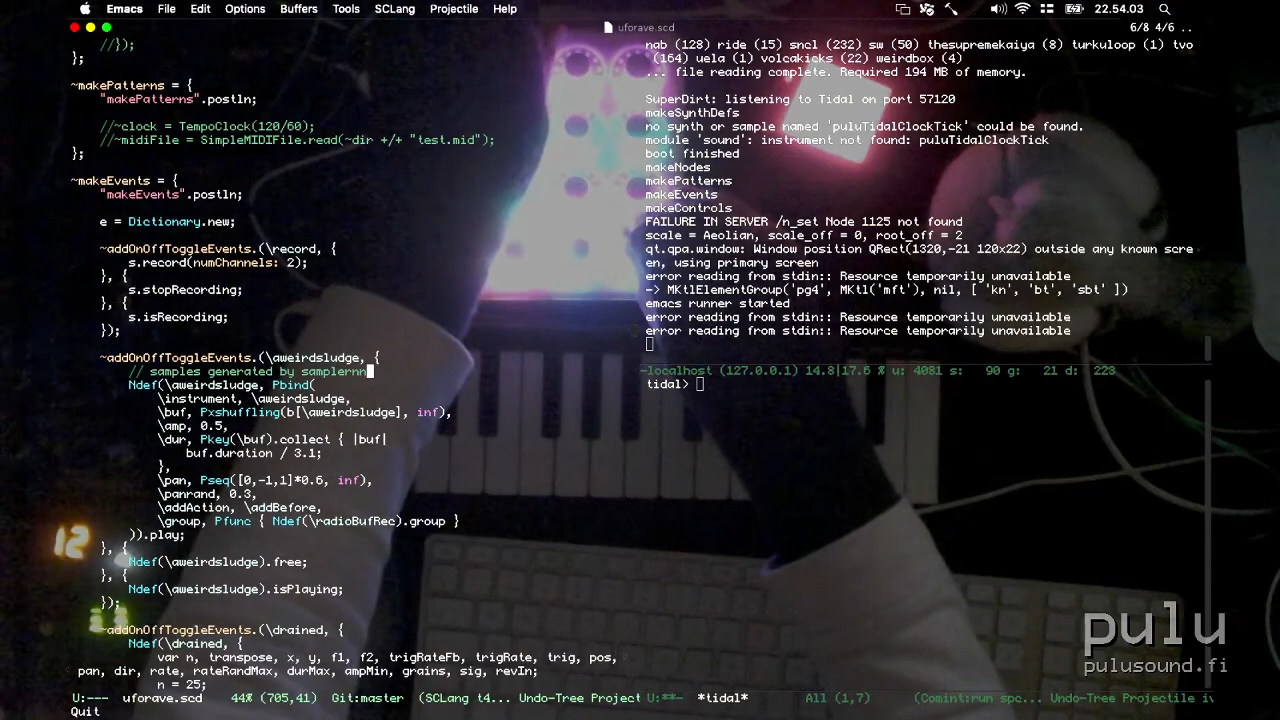 Emacs File Edit Options Buffers Tools SCLang Projectile Help 22.54.03
uforave.scd 6/8 4/6 ..
//});
};
~makePatterns = {
"makePatterns".postln;
//~clock = TempoClock(120/60);
//~midiFile = SimpleMIDIFile.read(~dir +/+ "test.mid");
};
~makeEvents = {
"makeEvents".postln;
e = Dictionary.new;
~addOnOffToggleEvents.(\record, {
s.record(numChannels: 2);
}, {
s.stopRecording;
}, {
s.isRecording;
});
~addOnOffToggleEvents.(\aweirdsludge, {
// samples generated by samplernn
Ndef(\aweirdsludge, Pbind(
\instrument, \aweirdsludge,
\buf, Pxshuffling(b[\aweirdsludge], inf),
\amp, 0.5,
\dur, Pkey(\buf).collect { |buf|
buf.duration / 3.1;
},
\pan, Pseq([0,-1,1]*0.6, inf),
\panrand, 0.3,
\addAction, \addBefore,
\group, Pfunc { Ndef(\radioBufRec).group }
)).play;
}, {
Ndef(\aweirdsludge).free;
}, {
Ndef(\aweirdsludge).isPlaying;
});
~addOnOffToggleEvents.(\drained, {
Ndef(\drained, {
var n, transpose, x, y, f1, f2, trigRateFb, trigRate, trig, pos,
pan, dir, rate, rateRandMax, durMax, ampMin, grains, sig, revIn;
n = 25;
U:--- uforave.scd 44% (705,41) Git:master (SCLang t4... Undo-Tree Project
Quit
nab (128) ride (15) sncl (232) sw (50) thesupremekaiya (8) turkuloop (1) tvo
(164) uela (1) volcakicks (22) weirdbox (4)
... file reading complete. Required 194 MB of memory.
SuperDirt: listening to Tidal on port 57120
makeSynthDefs
no synth or sample named 'puluTidalClockTick' could be found.
module 'sound': instrument not found: puluTidalClockTick
boot finished
makeNodes
makePatterns
makeEvents
makeControls
FAILURE IN SERVER /n_set Node 1125 not found
scale = Aeolian, scale_off = 0, root_off = 2
qt.qpa.window: Window position QRect(1320,-21 120x22) outside any known scre
en, using primary screen
error reading from stdin:: Resource temporarily unavailable
-> MKtlElementGroup('pg4', MKtl('mft'), nil, [ 'kn', 'bt', 'sbt' ])
emacs runner started
error reading from stdin:: Resource temporarily unavailable
error reading from stdin:: Resource temporarily unavailable
-localhost (127.0.0.1) 14.8|17.6 % u: 4081 s: 90 g: 21 d: 223
tidal>
12
pulu
pulusound.fi
U:**- *tidal* All (1,7) (Comint:run spc... Undo-Tree Projectile iv